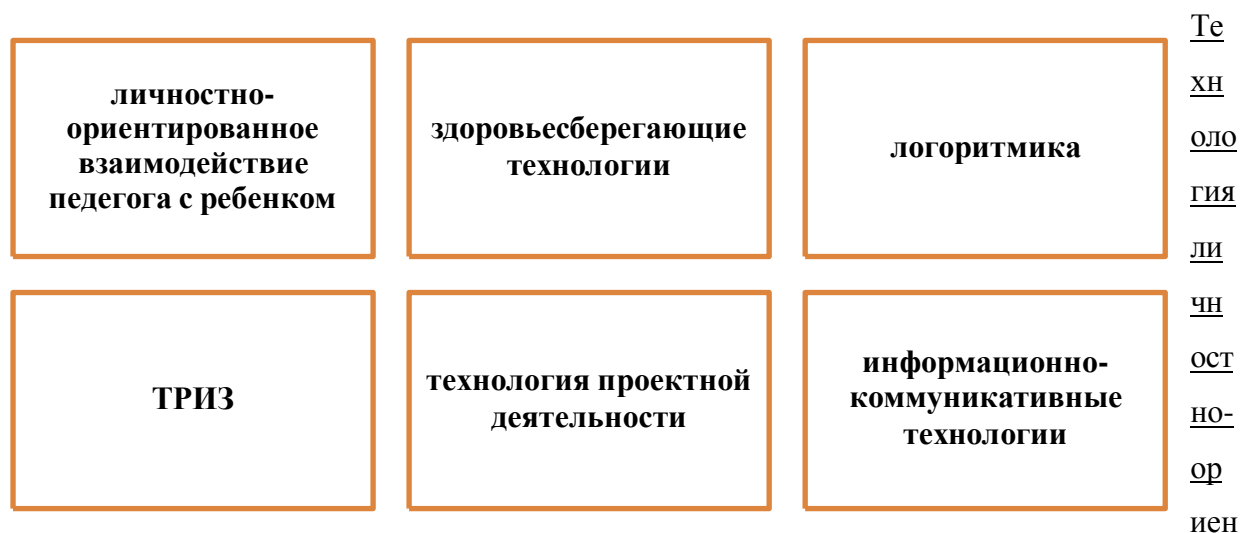 личностно-
ориентированное
взаимодействие
педегога с ребенком
здоровьесберегающие
технологии
логоритмика
ТРИЗ
технология проектной
деятельности
информационно-
коммуникативные
технологии
Те
хн
оло
гия
ли
чн
ост
но-
ор
иен